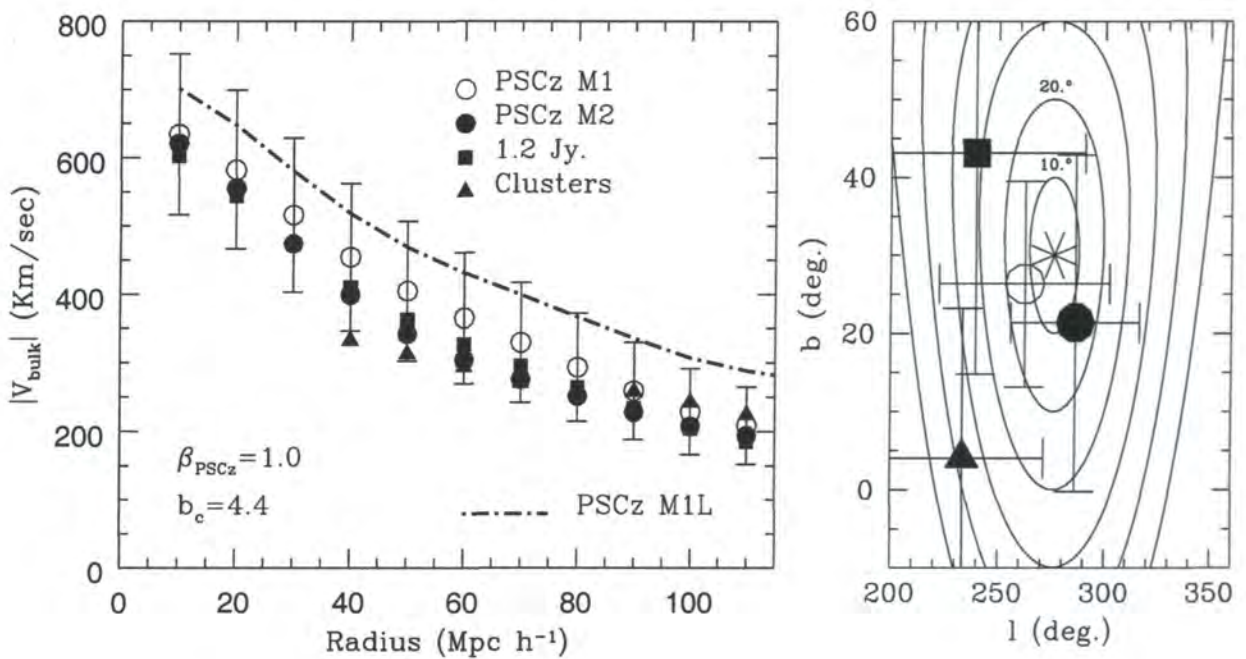 800
600
400
200
0
|V_bulk| (Km/sec)
PSCz M1
PSCz M2
1.2 Jy.
Clusters
β_PSCz=1.0
b_c=4.4
PSCz M1L
0 20 40 60 80 100
Radius (Mpc h⁻¹)
60
40
20
0
b (deg.)
20.°
10.°
200 250 300 350
l (deg.)